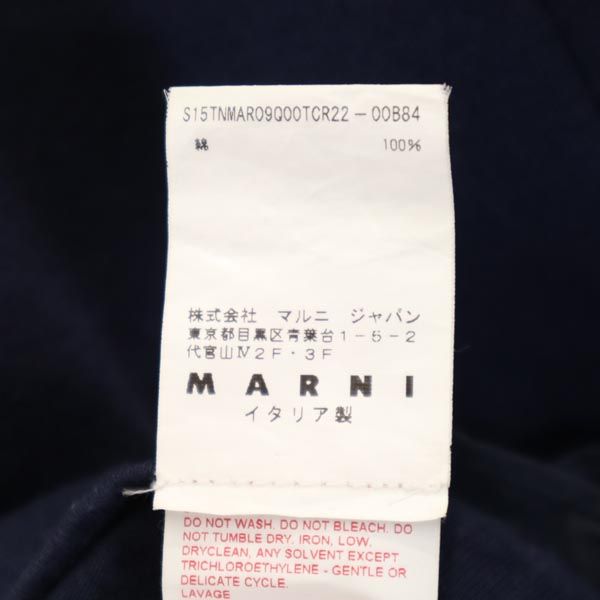 S15TNMAR09Q00TCR22-00B84
綿 100%
株式会社 マルニ ジャパン
東京都目黒区青葉台1-5-2
代官山Ⅳ2F・3F
MARNI
イタリア製
DO NOT WASH. DO NOT BLEACH. DO
NOT TUMBLE DRY. IRON, LOW.
DRYCLEAN, ANY SOLVENT EXCEPT
TRICHLOROETHYLENE - GENTLE OR
DELICATE CYCLE.
LAVAGE